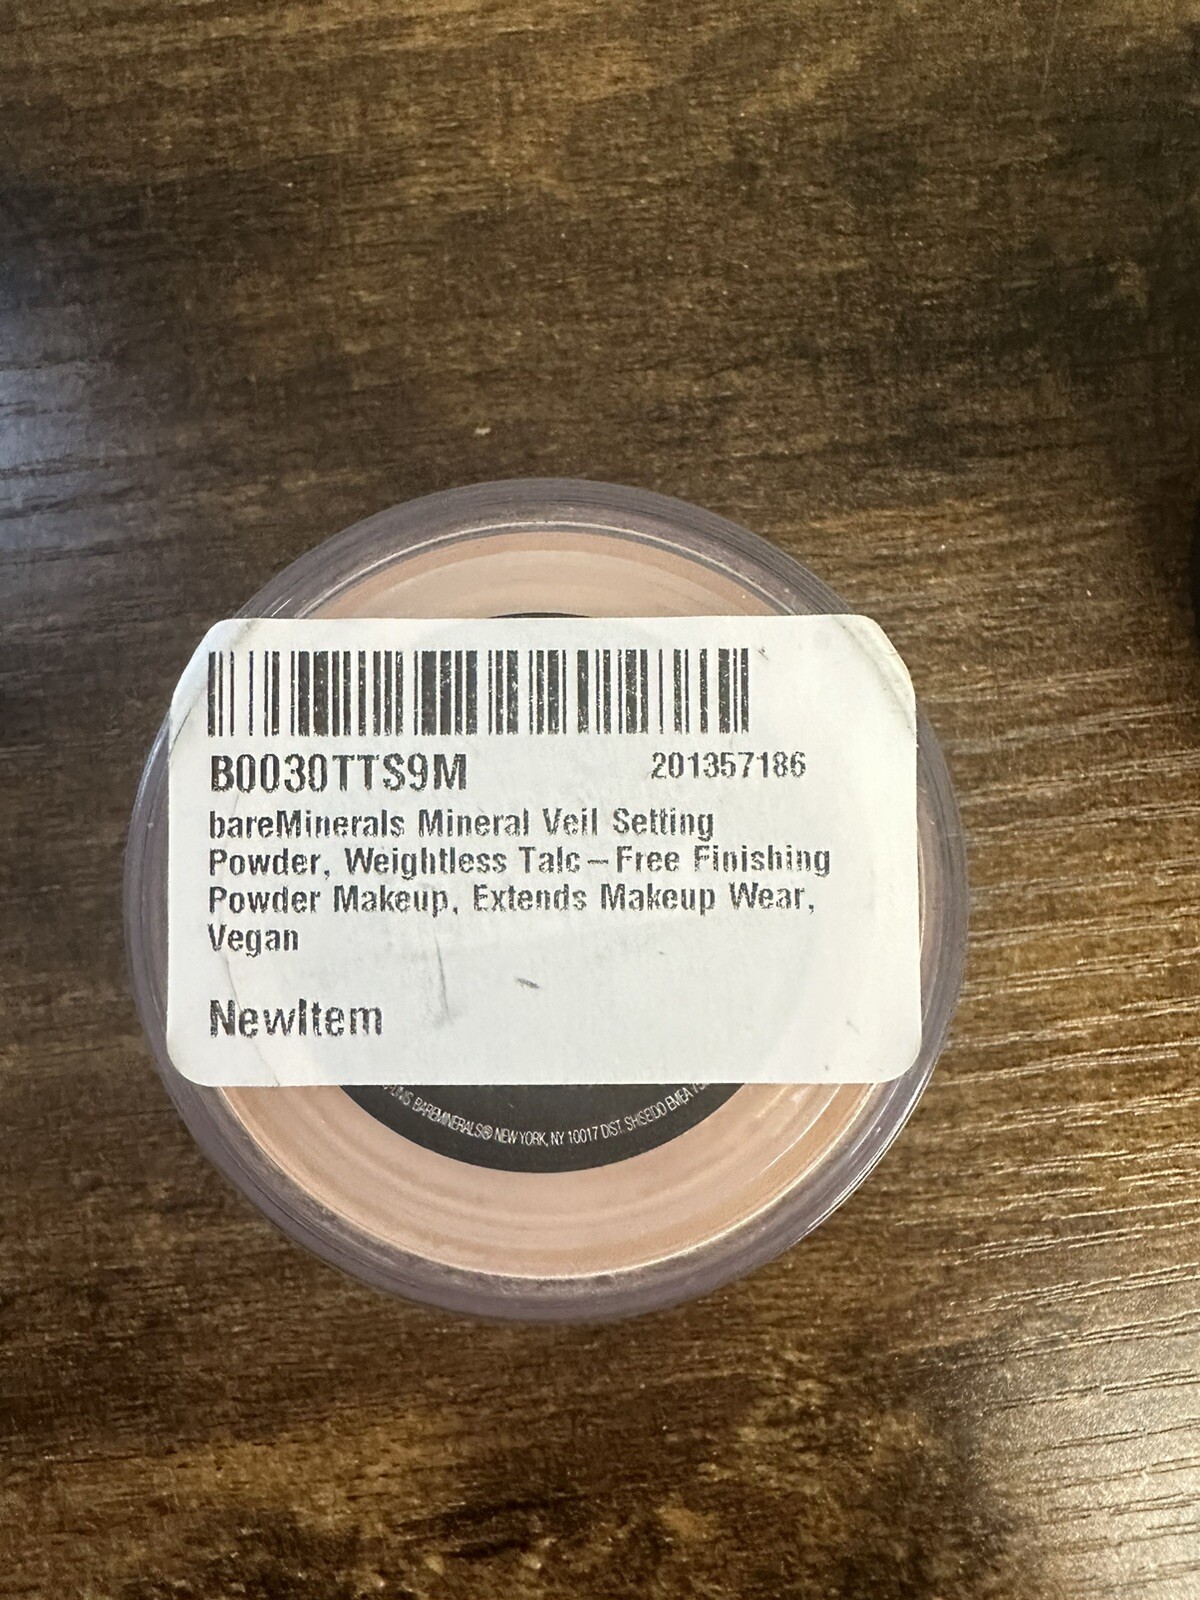 B0030TTS9M 201357186
bareMinerals Mineral Veil Setting
Powder, Weightless Talc-Free Finishing
Powder Makeup, Extends Makeup Wear,
Vegan
NewItem
BAREMINERALS® NEW YORK, NY 10017 DIST. SHISEIDO EMEA